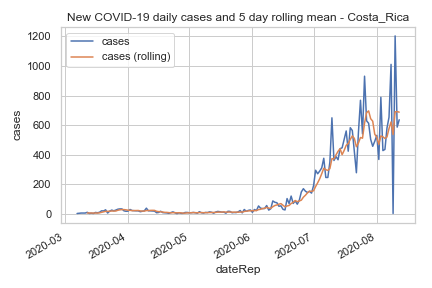 New COVID-19 daily cases and 5 day rolling mean - Costa_Rica
cases
cases (rolling)
1200
1000
800
600
400
200
0
cases
2020-03
2020-04
2020-05
2020-06
2020-07
2020-08
dateRep